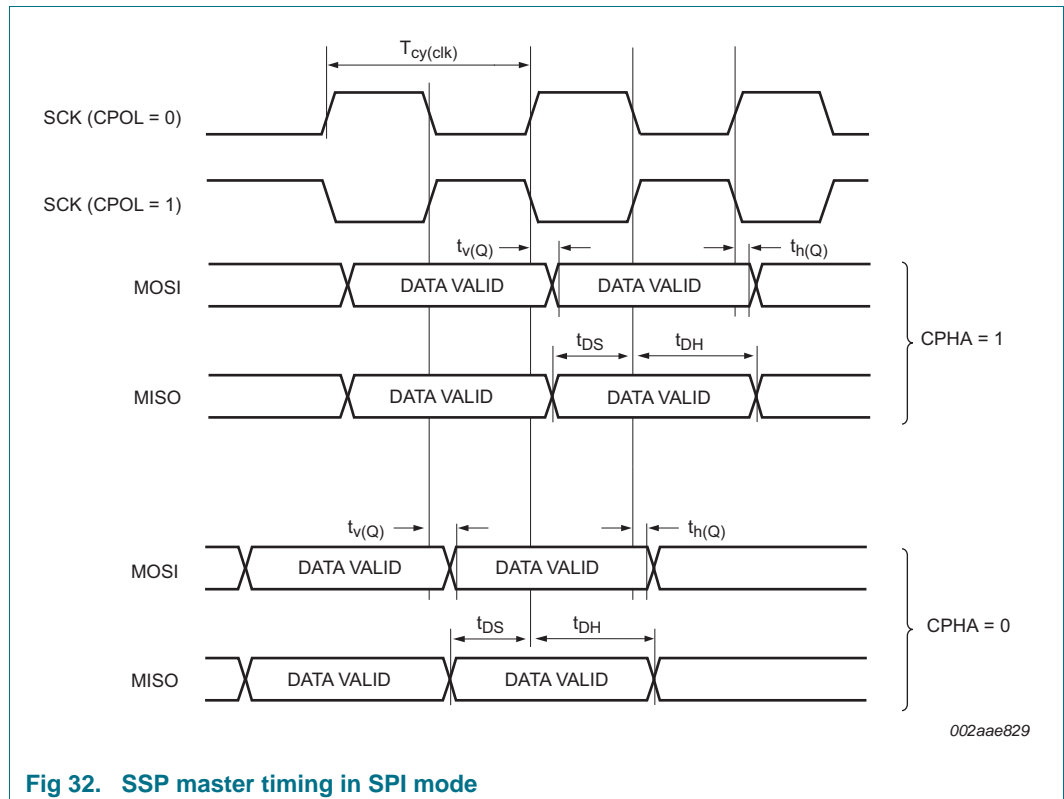 Tcy(clk)
SCK (CPOL = 0)
SCK (CPOL = 1)
tv(Q)
th(Q)
MOSI
DATA VALID
DATA VALID
tDS
tDH
CPHA = 1
MISO
DATA VALID
DATA VALID
tv(Q)
th(Q)
MOSI
DATA VALID
DATA VALID
tDS
tDH
CPHA = 0
MISO
DATA VALID
DATA VALID
002aae829
Fig 32. SSP master timing in SPI mode